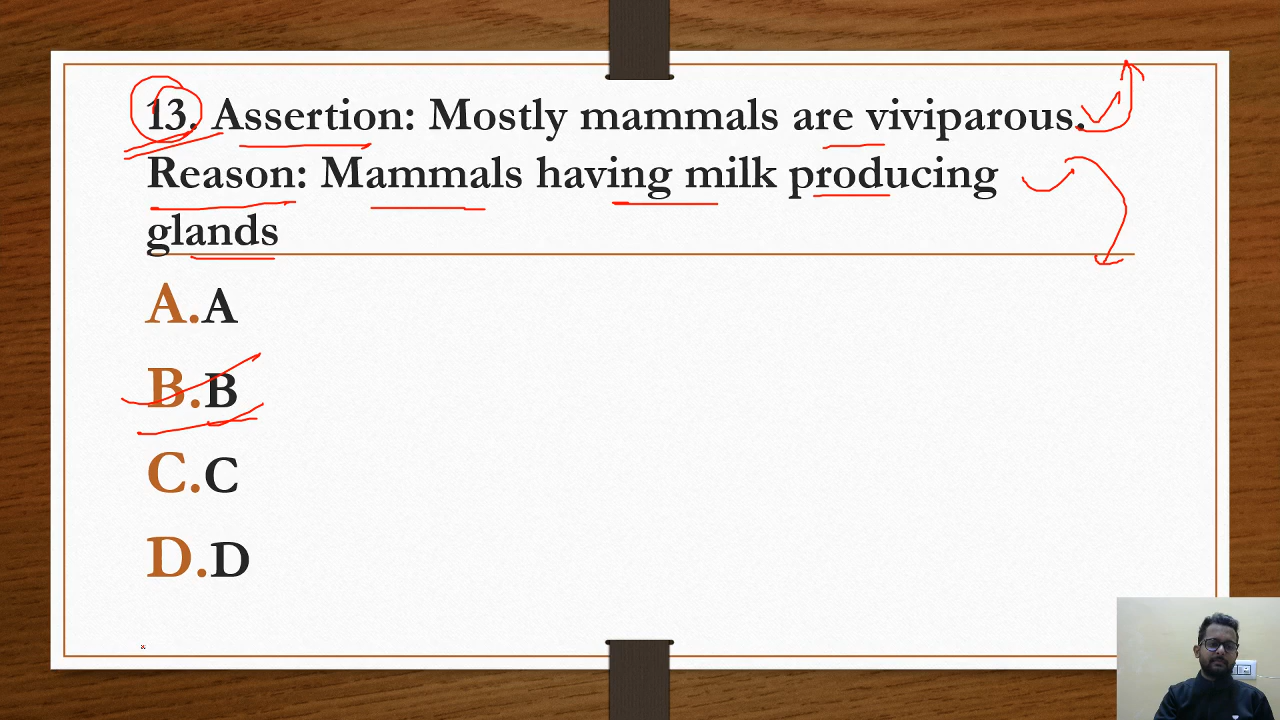 13. Assertion: Mostly mammals are viviparous.
Reason: Mammals having milk producing
glands
A.A
B.B
C.C
D.D